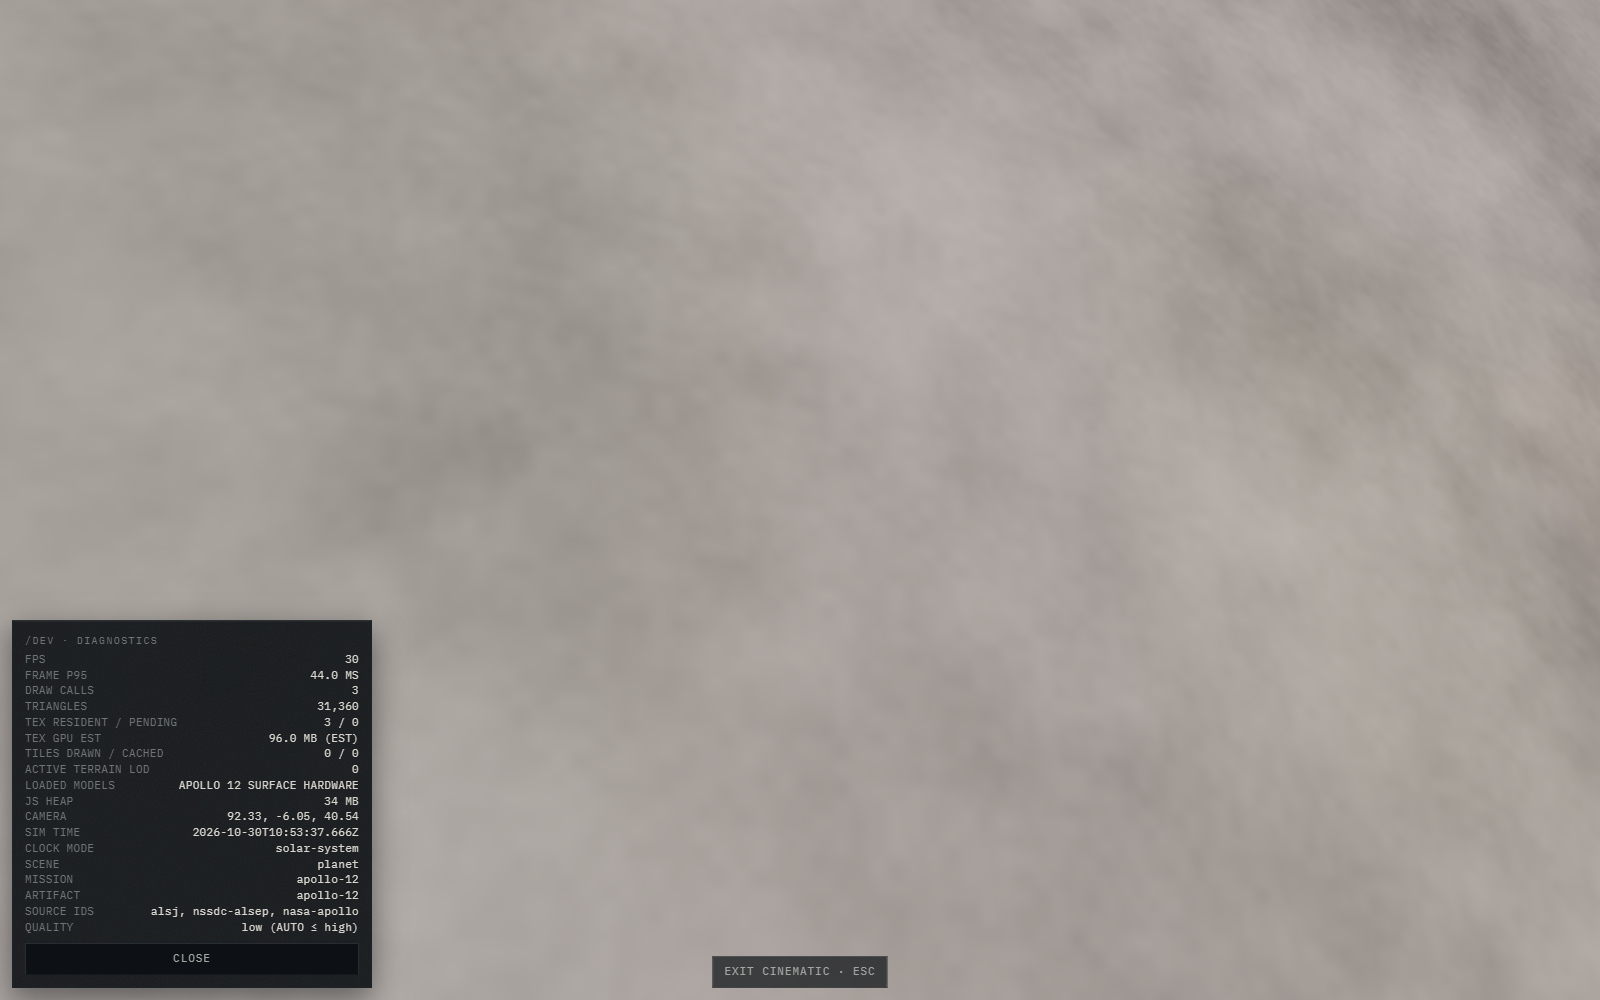 /DEV · DIAGNOSTICS
FPS 30
FRAME P95 44.0 MS
DRAW CALLS 3
TRIANGLES 31,360
TEX RESIDENT / PENDING 3 / 0
TEX GPU EST 96.0 MB (EST)
TILES DRAWN / CACHED 0 / 0
ACTIVE TERRAIN LOD 0
LOADED MODELS APOLLO 12 SURFACE HARDWARE
JS HEAP 34 MB
CAMERA 92.33, -6.05, 40.54
SIM TIME 2026-10-30T10:53:37.666Z
CLOCK MODE solar-system
SCENE planet
MISSION apollo-12
ARTIFACT apollo-12
SOURCE IDS alsj, nssdc-alsep, nasa-apollo
QUALITY low (AUTO ≤ high)
CLOSE
EXIT CINEMATIC · ESC